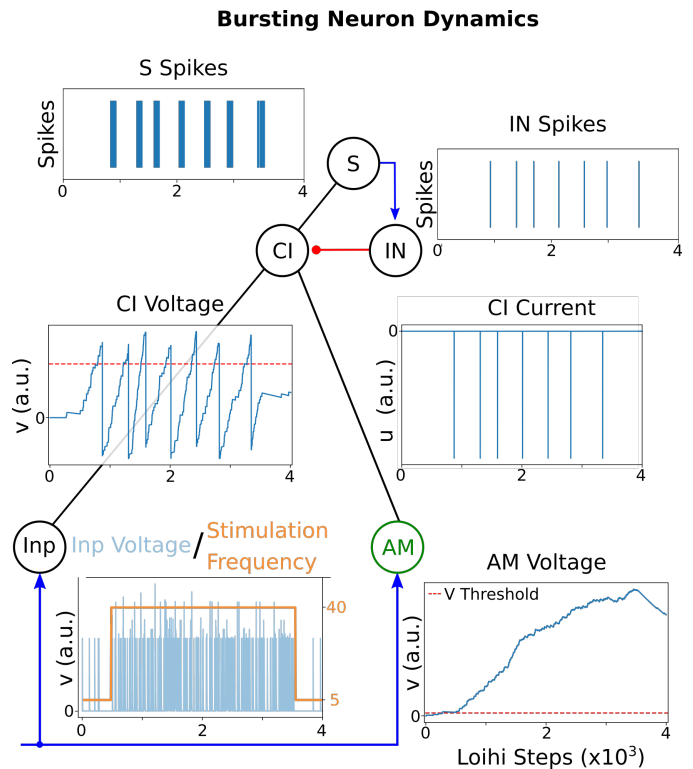 Bursting Neuron Dynamics
S Spikes
Spikes
0 2 4
IN Spikes
Spikes
0 2 4
S
CI
IN
CI Voltage
v (a.u.)
0
0 2 4
CI Current
u (a.u.)
0
0 2 4
Inp
Inp Voltage / Stimulation
Frequency
v (a.u.)
0
40
5
0 2 4
AM
AM Voltage
V Threshold
v (a.u.)
0
0 2 4
Loihi Steps (x10³)